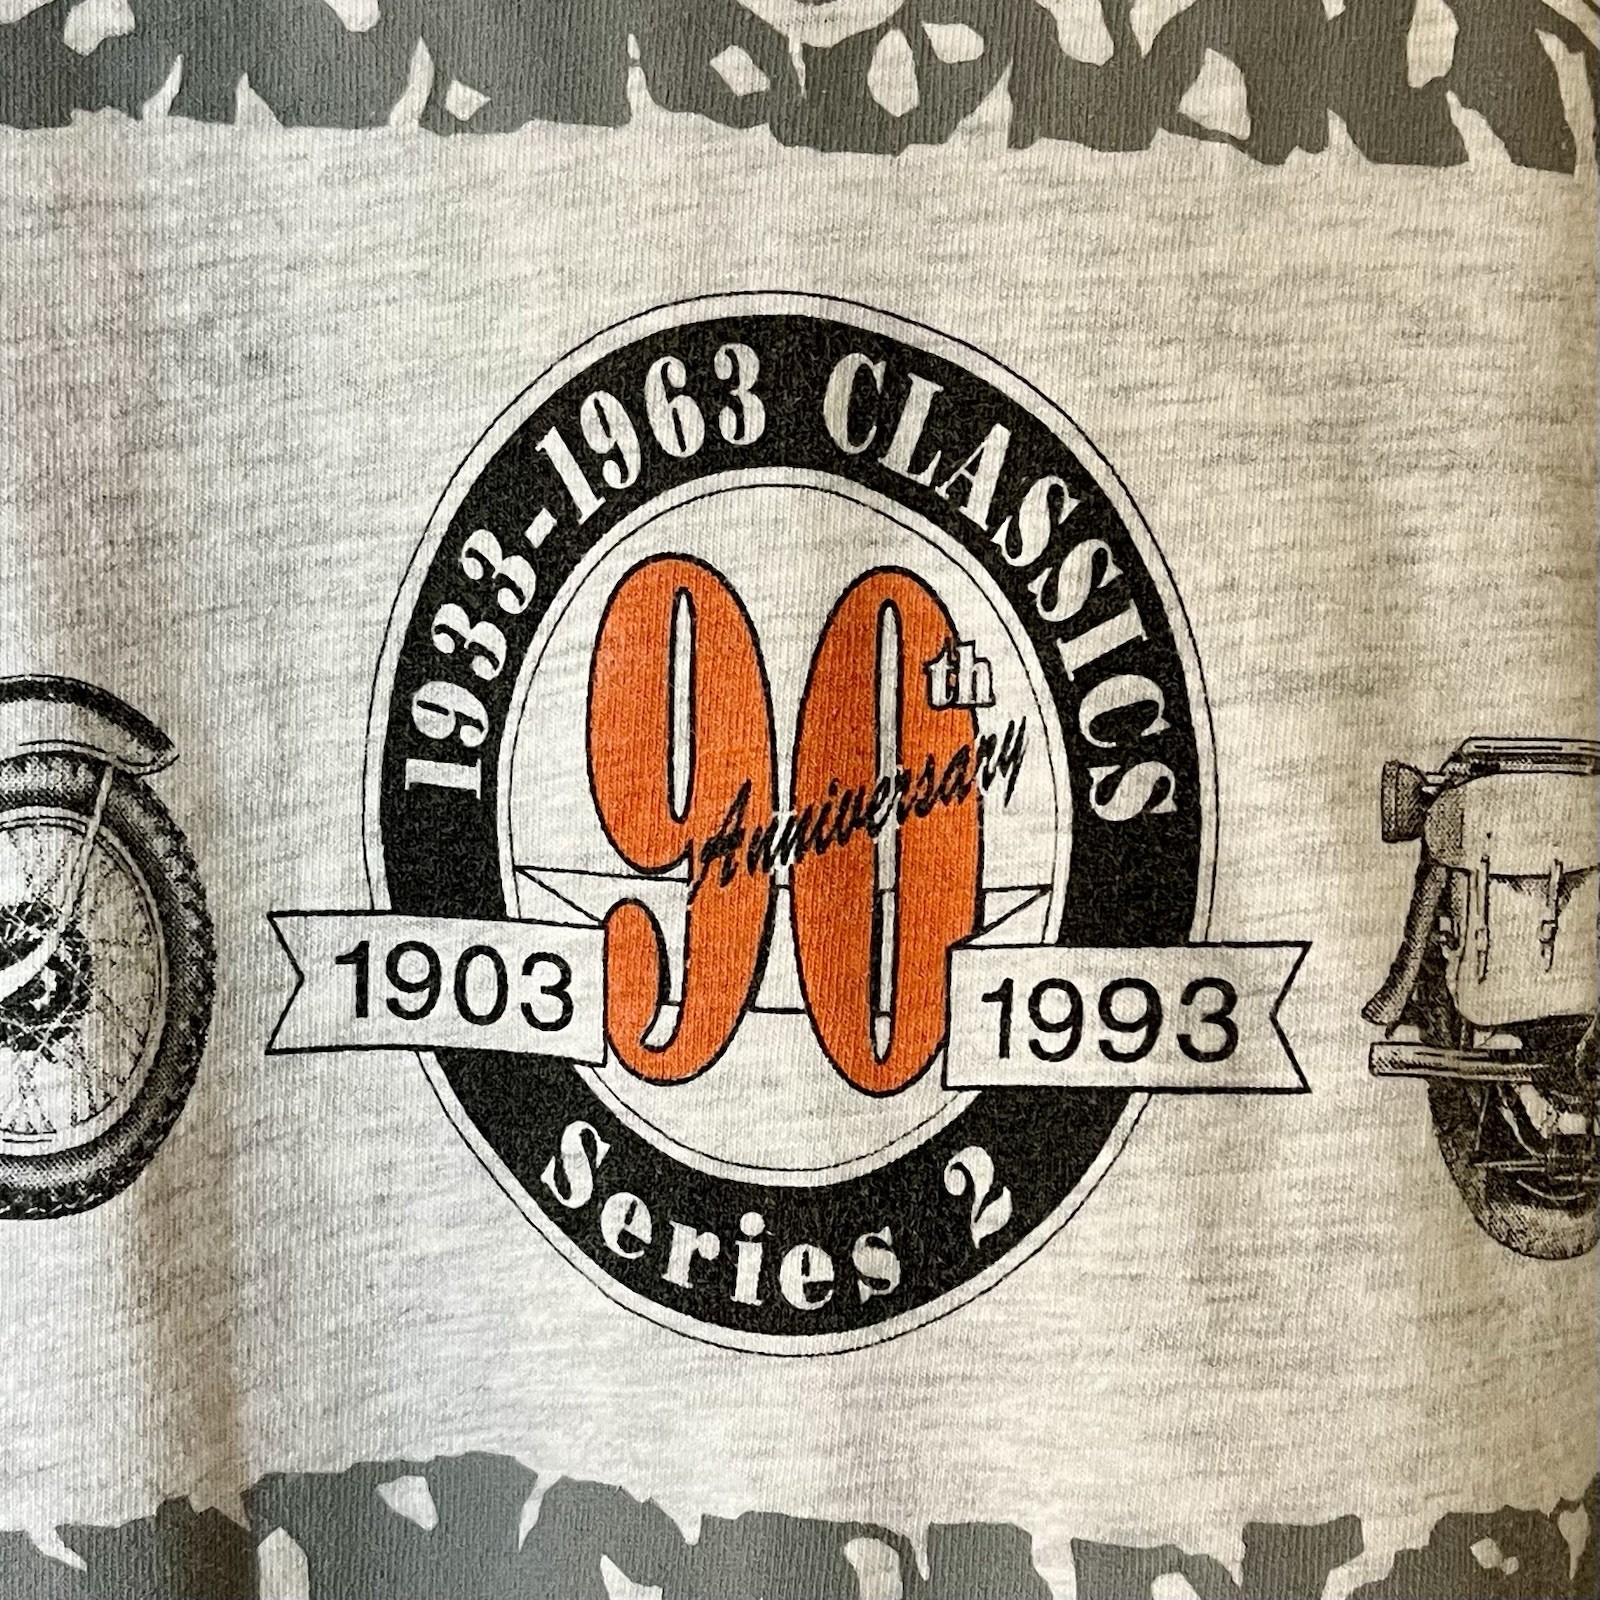 1933-1963 CLASSICS
90th
Anniversary
1903 1993
Series 2